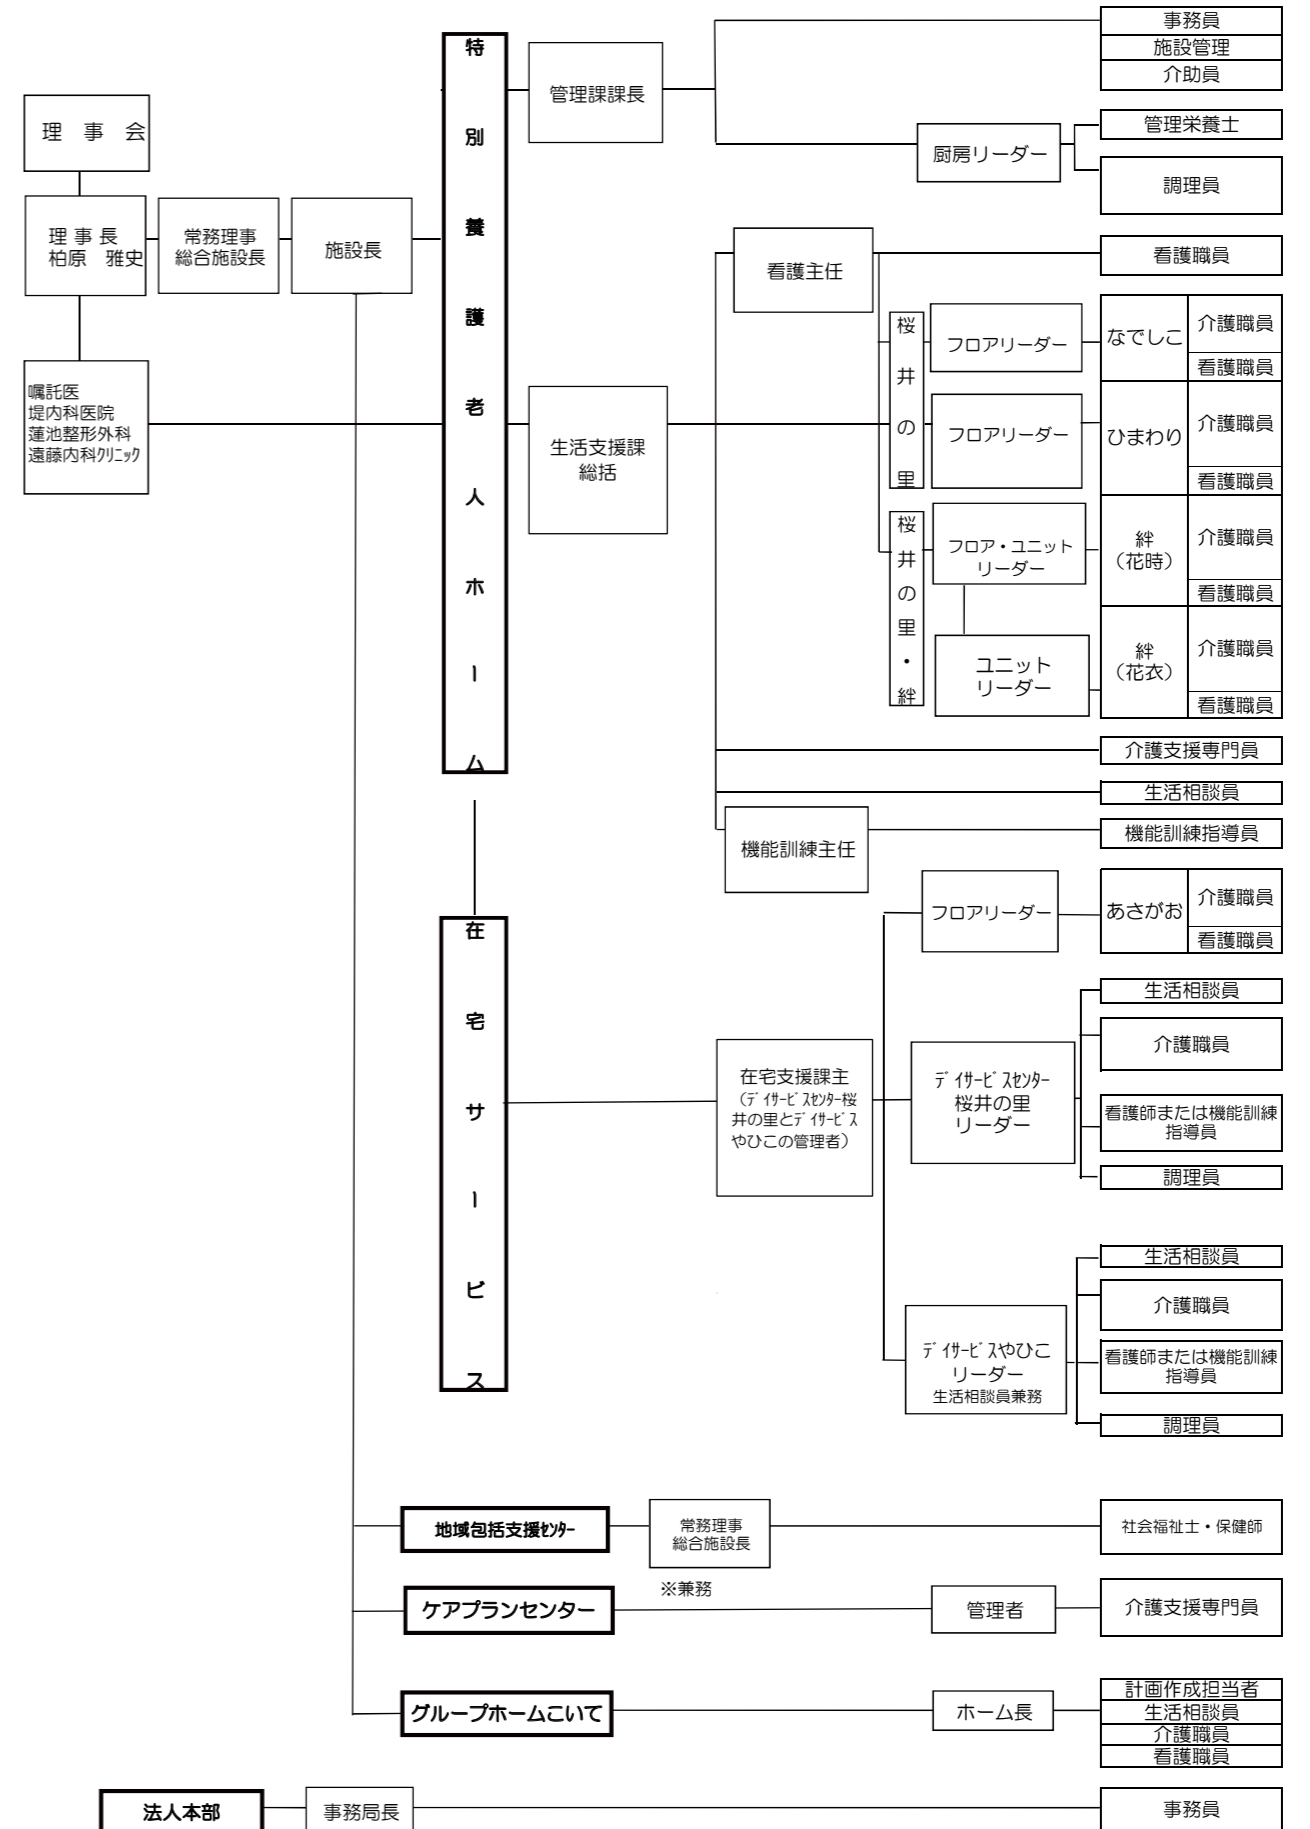 理事会
理事長
柏原 雅史
常務理事
総合施設長
施設長
嘱託医
堤内科医院
蓮池整形外科
遠藤内科ｸﾘﾆｯｸ
特別養護老人ホーム
管理課課長
事務員
施設管理
介助員
厨房リーダー
管理栄養士
調理員
生活支援課
総括
看護主任
看護職員
桜井の里
フロアリーダー
なでしこ
介護職員
看護職員
フロアリーダー
ひまわり
介護職員
看護職員
桜井の里・絆
フロア・ユニット
リーダー
絆
（花時）
介護職員
看護職員
ユニット
リーダー
絆
（花衣）
介護職員
看護職員
介護支援専門員
生活相談員
機能訓練主任
機能訓練指導員
在宅サービス
在宅支援課主
（ﾃﾞｲｻｰﾋﾞｽｾﾝﾀｰ桜
井の里とﾃﾞｲｻｰﾋﾞｽ
やひこの管理者）
フロアリーダー
あさがお
介護職員
看護職員
ﾃﾞｲｻｰﾋﾞｽｾﾝﾀｰ
桜井の里
リーダー
生活相談員
介護職員
看護師または機能訓練
指導員
調理員
ﾃﾞｲｻｰﾋﾞｽやひこ
リーダー
生活相談員兼務
生活相談員
介護職員
看護師または機能訓練
指導員
調理員
地域包括支援ｾﾝﾀｰ
常務理事
総合施設長
※兼務
社会福祉士・保健師
ケアプランセンター
管理者
介護支援専門員
グループホームこいて
ホーム長
計画作成担当者
生活相談員
介護職員
看護職員
法人本部
事務局長
事務員